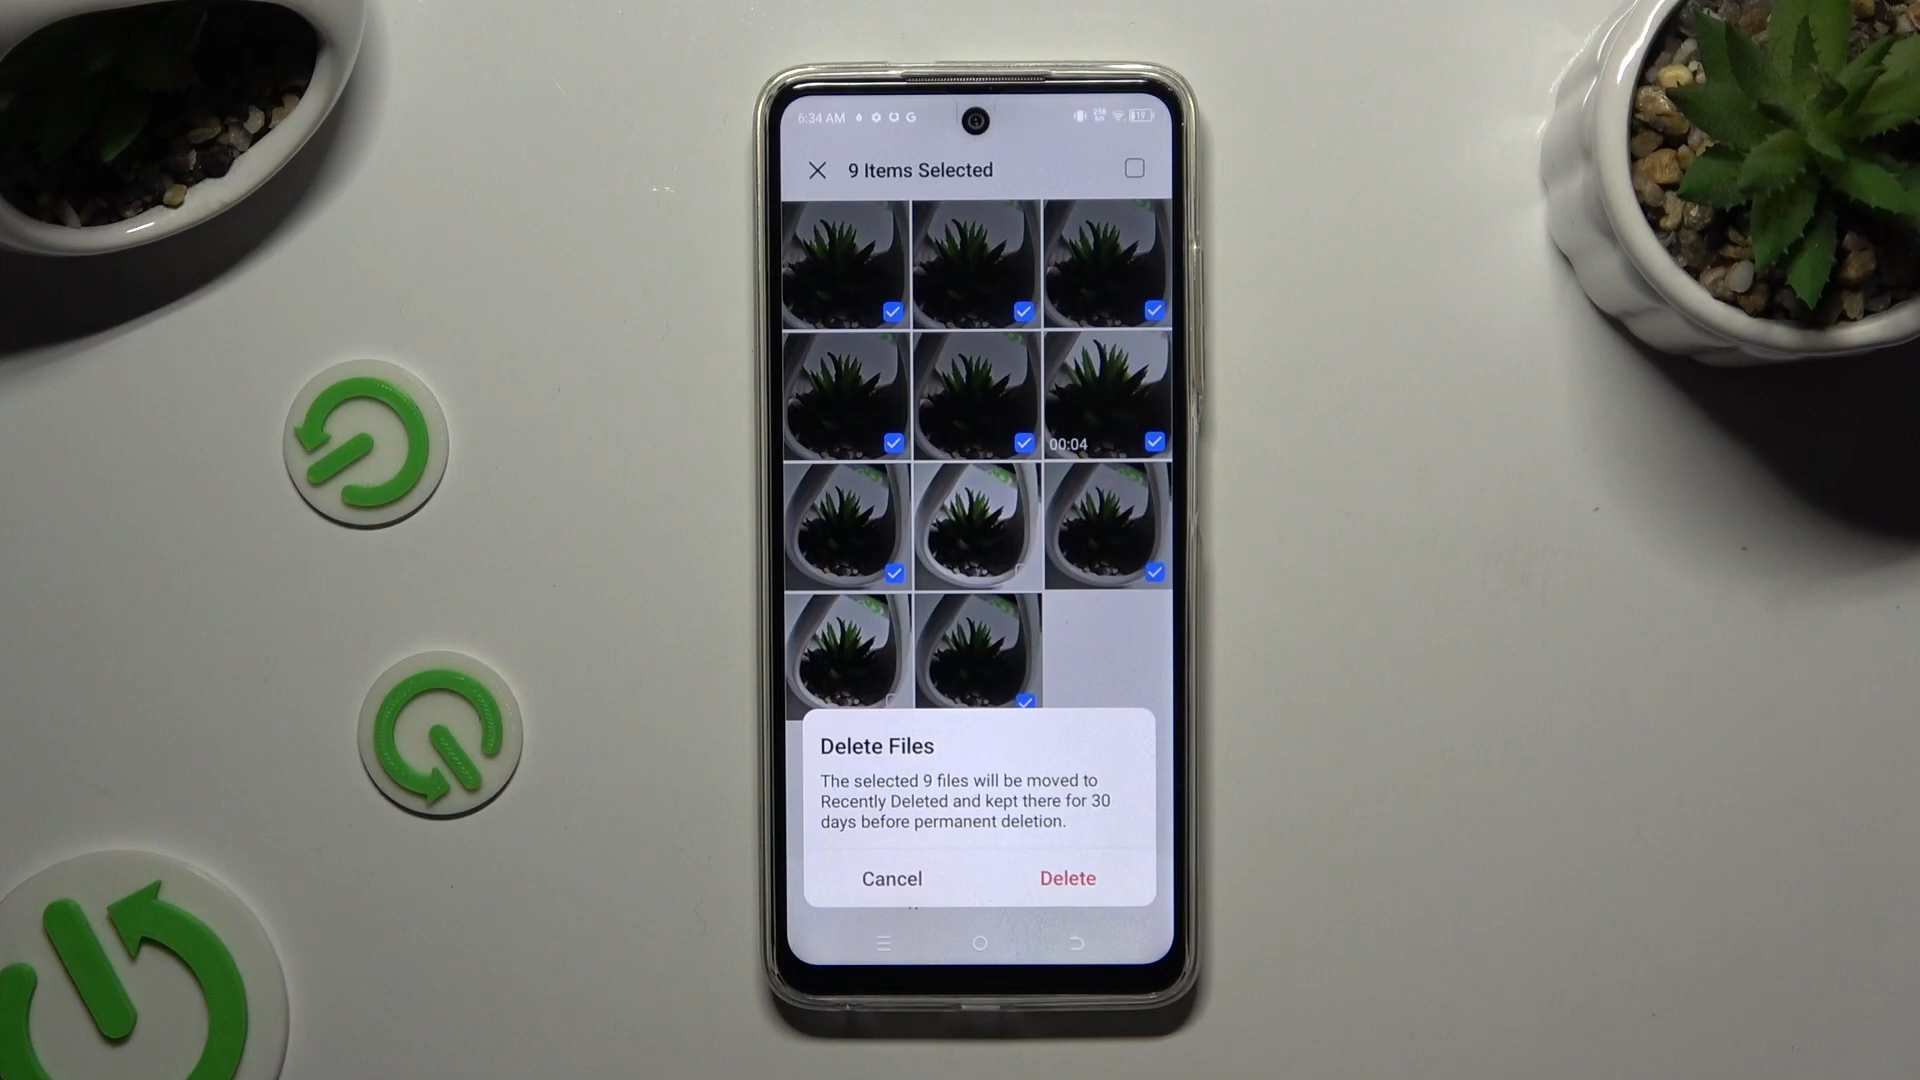 6:34 AM
19
9 Items Selected
00:04
Delete Files
The selected 9 files will be moved to
Recently Deleted and kept there for 30
days before permanent deletion.
Cancel
Delete